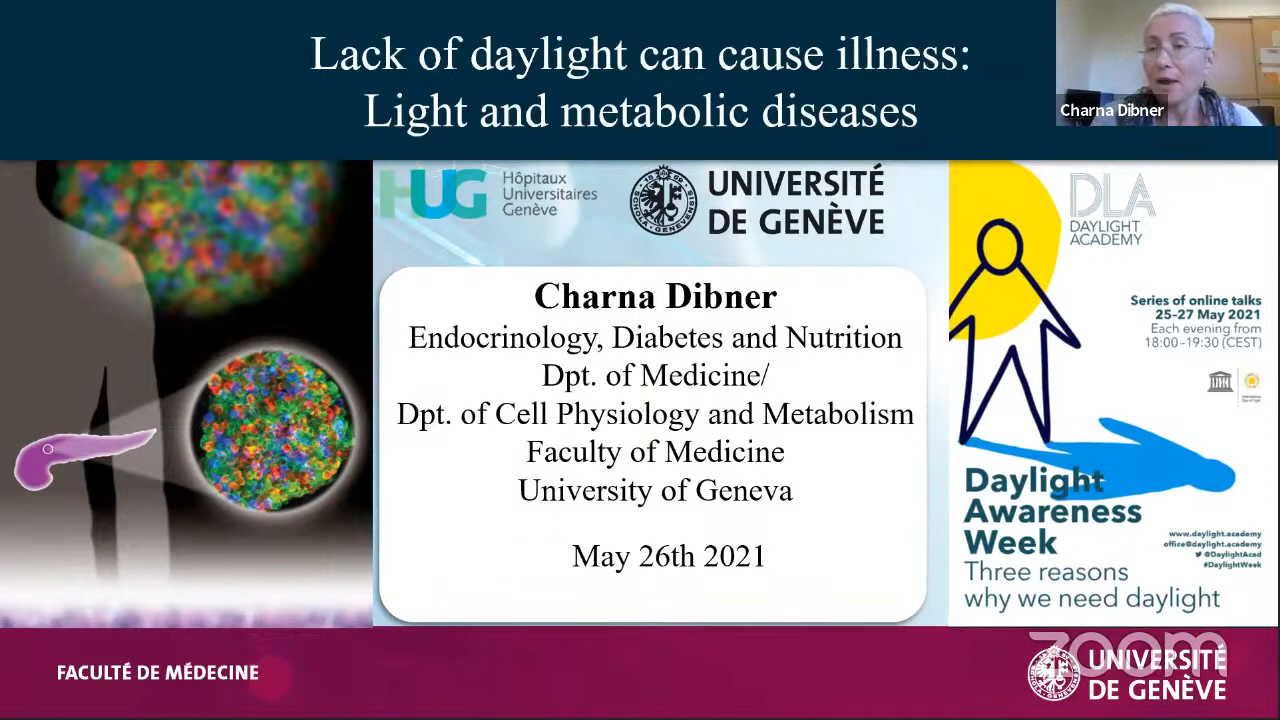 Lack of daylight can cause illness:
Light and metabolic diseases
Charna Dibner
HUG
Hôpitaux
Universitaires
Genève
UNIVERSITÉ
DE GENÈVE
Charna Dibner
Endocrinology, Diabetes and Nutrition
Dpt. of Medicine/
Dpt. of Cell Physiology and Metabolism
Faculty of Medicine
University of Geneva
May 26th 2021
DLA
DAYLIGHT
ACADEMY
Series of online talks
25–27 May 2021
Each evening from
18:00–19:30 (CEST)
Daylight
Awareness
Week
Three reasons
why we need daylight
www.daylight.academy
office@daylight.academy
@DaylightAcad
#DaylightWeek
FACULTÉ DE MÉDECINE
zoom
UNIVERSITÉ
DE GENÈVE